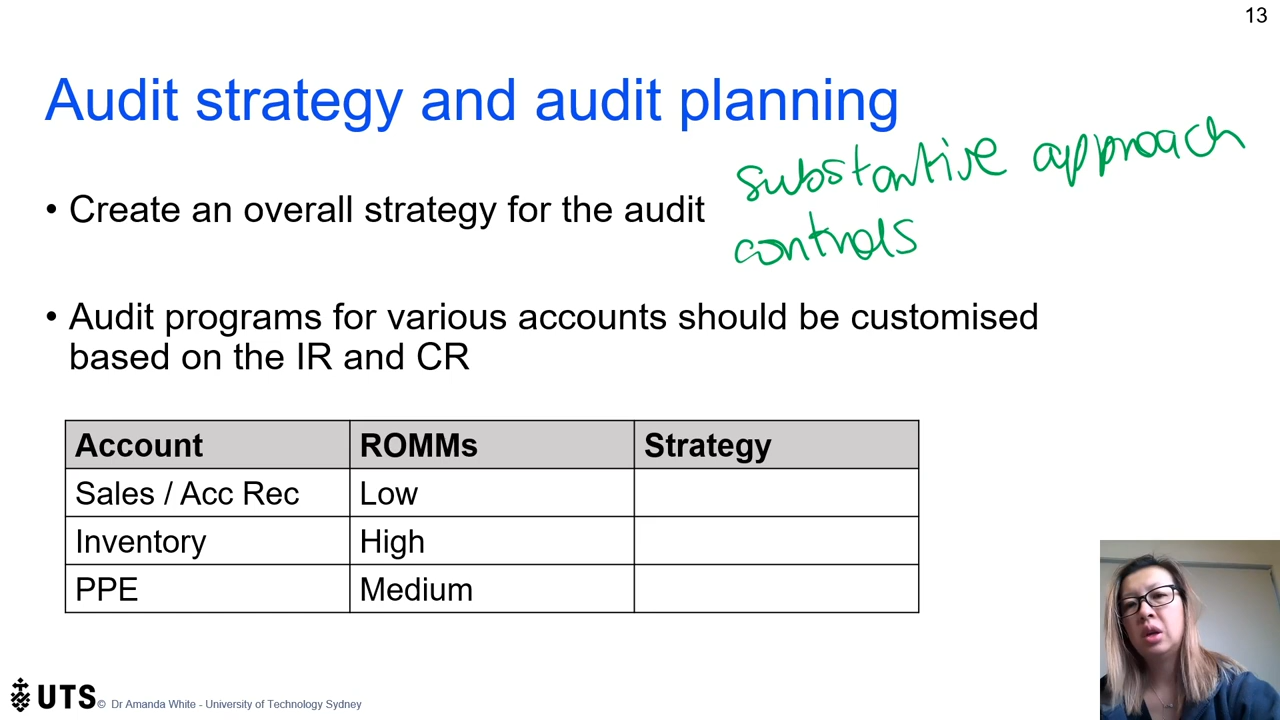 13
Audit strategy and audit planning
substantive approach
• Create an overall strategy for the audit
controls
• Audit programs for various accounts should be customised
based on the IR and CR
Account ROMMs Strategy
Sales / Acc Rec Low
Inventory High
PPE Medium
UTS © Dr Amanda White - University of Technology Sydney